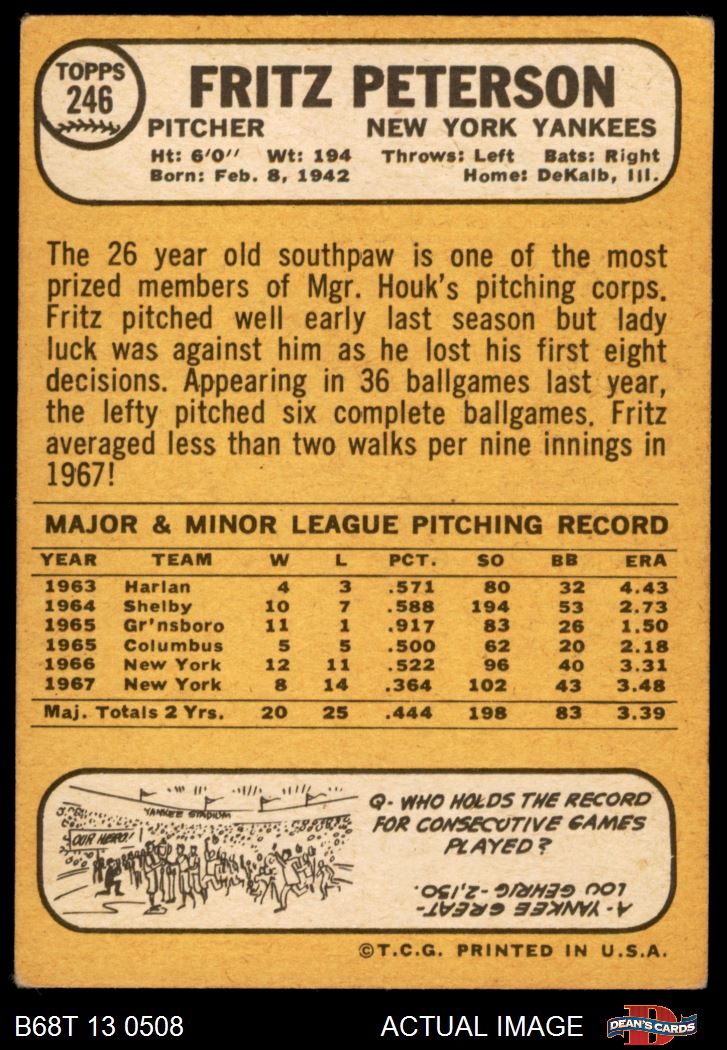 TOPPS
246
FRITZ PETERSON
PITCHER NEW YORK YANKEES
Ht: 6'0" Wt: 194 Throws: Left Bats: Right
Born: Feb. 8, 1942 Home: DeKalb, Ill.
The 26 year old southpaw is one of the most
prized members of Mgr. Houk's pitching corps.
Fritz pitched well early last season but lady
luck was against him as he lost his first eight
decisions. Appearing in 36 ballgames last year,
the lefty pitched six complete ballgames. Fritz
averaged less than two walks per nine innings in
1967!
MAJOR & MINOR LEAGUE PITCHING RECORD
YEAR TEAM W L PCT. SO BB ERA
1963 Harlan 4 3 .571 80 32 4.43
1964 Shelby 10 7 .588 194 53 2.73
1965 Gr'nsboro 11 1 .917 83 26 1.50
1965 Columbus 5 5 .500 62 20 2.18
1966 New York 12 11 .522 96 40 3.31
1967 New York 8 14 .364 102 43 3.48
Maj. Totals 2 Yrs. 20 25 .444 198 83 3.39
YANKEE STADIUM
OUR HERO!
Q- WHO HOLDS THE RECORD
FOR CONSECUTIVE GAMES
PLAYED?
A- YANKEE GREAT-
LOU GEHRIG - 2,130.
©T.C.G. PRINTED IN U.S.A.
B68T 13 0508 ACTUAL IMAGE DEAN'S CARDS